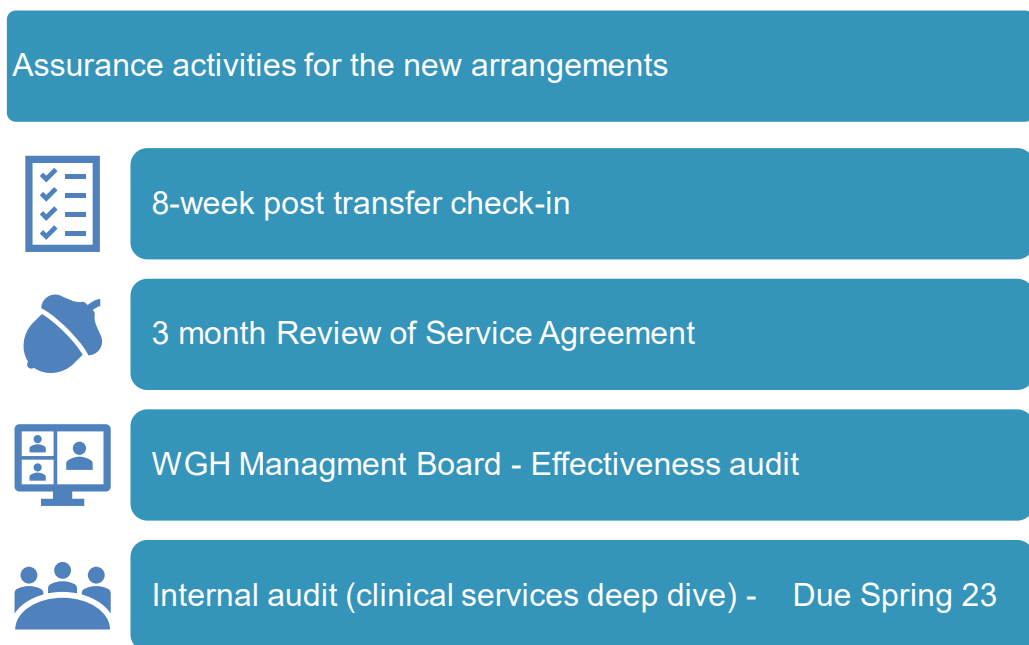 Assurance activities for the new arrangements
8-week post transfer check-in
3 month Review of Service Agreement
WGH Managment Board - Effectiveness audit
Internal audit (clinical services deep dive) - Due Spring 23